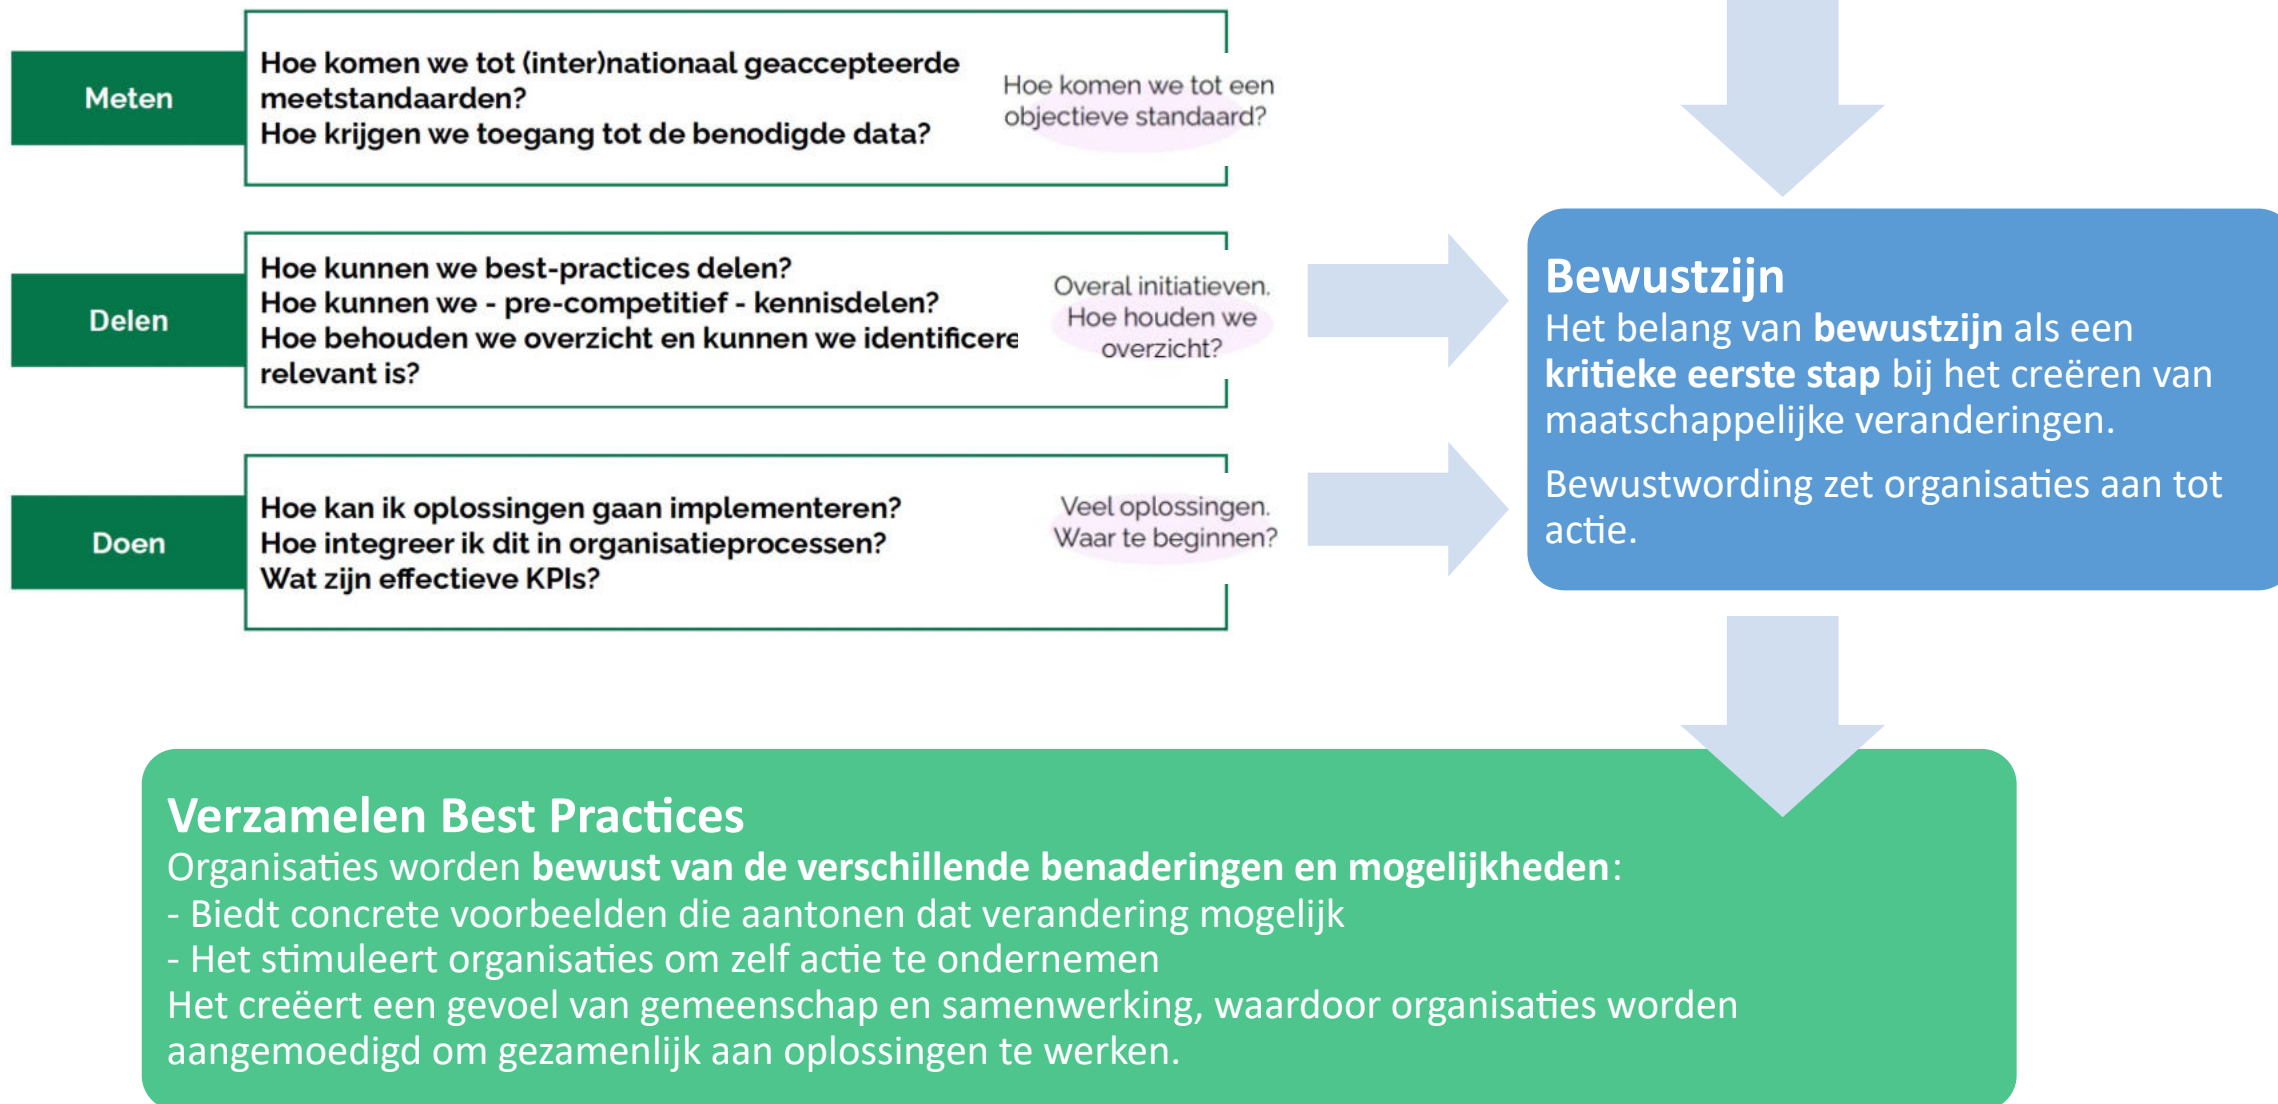 Meten
Hoe komen we tot (inter)nationaal geaccepteerde
meetstandaarden?
Hoe krijgen we toegang tot de benodigde data?
Hoe komen we tot een
objectieve standaard?
Delen
Hoe kunnen we best-practices delen?
Hoe kunnen we - pre-competitief - kennisdelen?
Hoe behouden we overzicht en kunnen we identificere
relevant is?
Overal initiatieven.
Hoe houden we
overzicht?
Doen
Hoe kan ik oplossingen gaan implementeren?
Hoe integreer ik dit in organisatieprocessen?
Wat zijn effectieve KPIs?
Veel oplossingen.
Waar te beginnen?
Bewustzijn
Het belang van bewustzijn als een
kritieke eerste stap bij het creëren van
maatschappelijke veranderingen.
Bewustwording zet organisaties aan tot
actie.
Verzamelen Best Practices
Organisaties worden bewust van de verschillende benaderingen en mogelijkheden:
- Biedt concrete voorbeelden die aantonen dat verandering mogelijk
- Het stimuleert organisaties om zelf actie te ondernemen
Het creëert een gevoel van gemeenschap en samenwerking, waardoor organisaties worden
aangemoedigd om gezamenlijk aan oplossingen te werken.